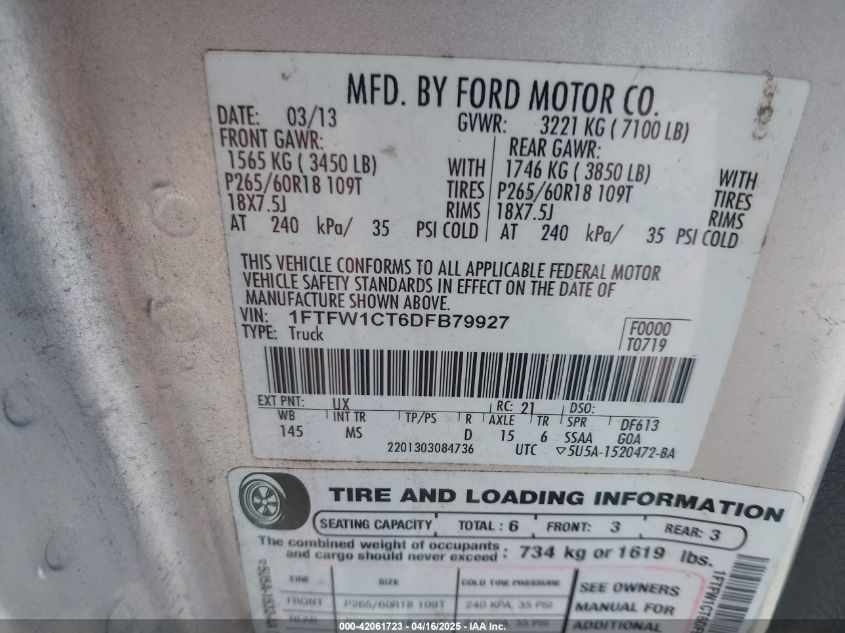 MFD. BY FORD MOTOR CO.
DATE: 03/13 GVWR: 3221 KG ( 7100 LB)
FRONT GAWR: REAR GAWR:
1565 KG ( 3450 LB) WITH 1746 KG ( 3850 LB) WITH
P265/60R18 109T TIRES P265/60R18 109T TIRES
18X7.5J RIMS 18X7.5J RIMS
AT 240 kPa/ 35 PSI COLD AT 240 kPa/ 35 PSI COLD
THIS VEHICLE CONFORMS TO ALL APPLICABLE FEDERAL MOTOR
VEHICLE SAFETY STANDARDS IN EFFECT ON THE DATE OF
MANUFACTURE SHOWN ABOVE.
VIN: 1FTFW1CT6DFB79927
TYPE: Truck
F0000
T0719
EXT PNT: UX RC: 21 DSO:
WB INT TR TP/PS R AXLE TR SPR DF613
145 MS D 15 6 SSAA GOA
2201303084736 UTC ▽5U5A-1520472-BA
TIRE AND LOADING INFORMATION
SEATING CAPACITY TOTAL : 6 FRONT: 3 REAR: 3
The combined weight of occupants
and cargo should never exceed : 734 kg or 1619 lbs.
TIRE SIZE COLD TIRE PRESSURE
FRONT P265/60R18 109T 240 KPA, 35 PSI
REAR 35 PSI
SEE OWNERS
MANUAL FOR
ADDITIONAL
000-42061723 - 04/16/2025 - IAA Inc.